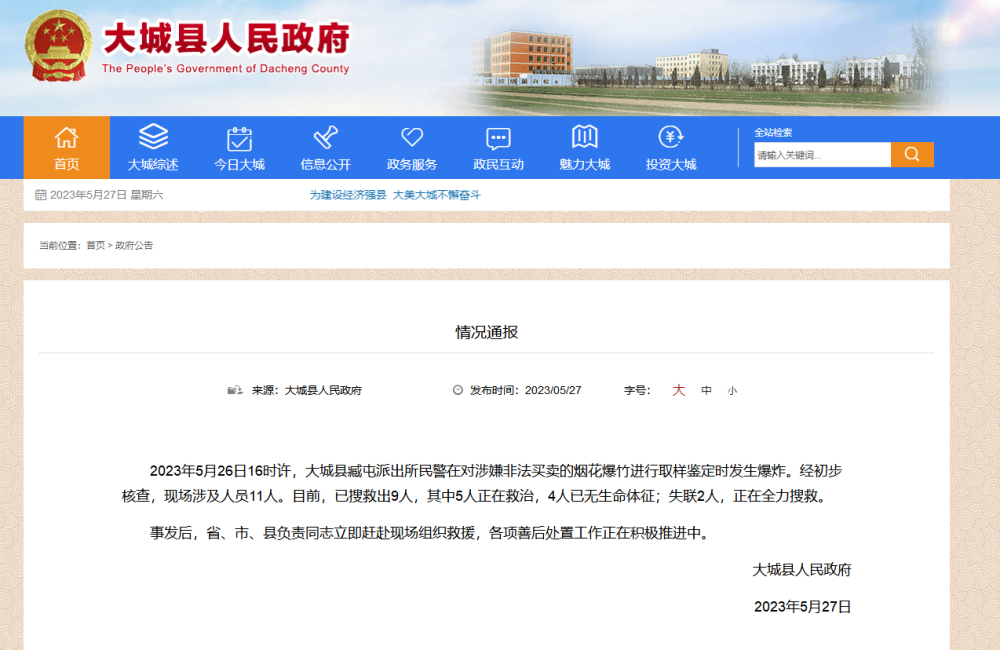 大城县人民政府
The People's Government of Dacheng County
首页 大城综述 今日大城 信息公开 政务服务 政民互动 魅力大城 投资大城
全站检索
请输入关键词...
2023年5月27日 星期六 为建设经济强县 大美大城不懈奋斗
当前位置：首页 > 政府公告
情况通报
来源：大城县人民政府 发布时间：2023/05/27 字号： 大 中 小
2023年5月26日16时许，大城县臧屯派出所民警在对涉嫌非法买卖的烟花爆竹进行取样鉴定时发生爆炸。经初步
核查，现场涉及人员11人。目前，已搜救出9人，其中5人正在救治，4人已无生命体征；失联2人，正在全力搜救。
事发后，省、市、县负责同志立即赶赴现场组织救援，各项善后处置工作正在积极推进中。
大城县人民政府
2023年5月27日